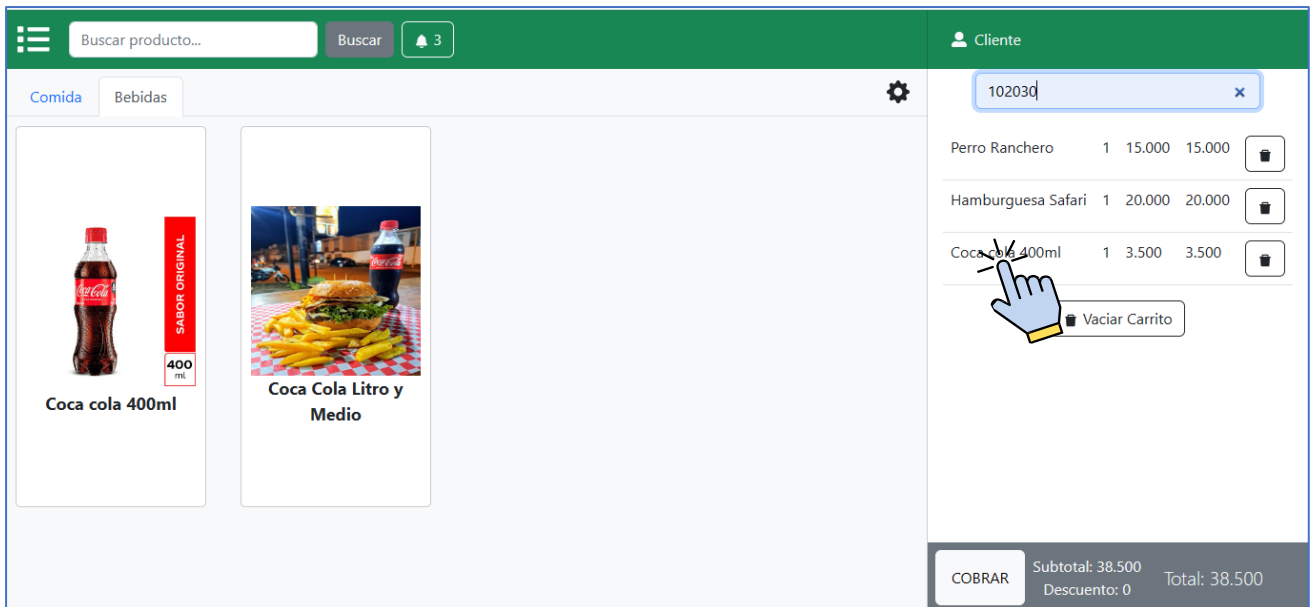 Buscar producto...
Buscar
3
Cliente
Comida
Bebidas
102030
Perro Ranchero 1 15.000 15.000
Hamburguesa Safari 1 20.000 20.000
Coca cola 400ml 1 3.500 3.500
Vaciar Carrito
SABOR ORIGINAL
Coca-Cola
400
ml
Coca cola 400ml
Coca-Cola
Coca Cola Litro y
Medio
COBRAR
Subtotal: 38.500
Descuento: 0
Total: 38.500